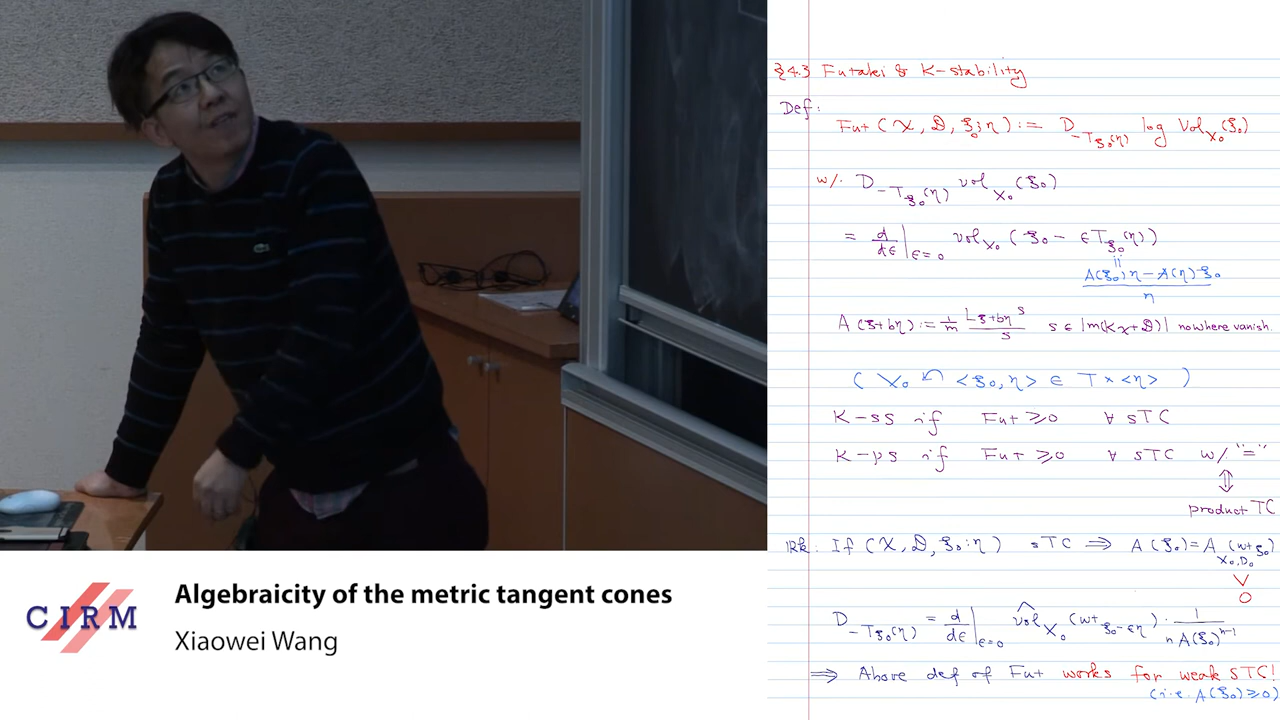 §4.3 Futaki & K-stability
Def:
Fut(X, D, ξ₀; η) := D_{-T_{ξ₀}(η)} log Vol_{X₀}(ξ₀)
w/. D_{-T_{ξ₀}(η)} vol_{X₀}(ξ₀)
= d/dε|_{ε=0} vol_{X₀}(ξ₀ - εT_{ξ₀}(η))
=
A(ξ₀)η - A(η)ξ₀ / n
A(ξ+bη) := 1/m L_{ξ+bη} s / s s ∈ |m(K_X+D)| nowhere vanish.
( X₀ ↶ <ξ₀, η> ∈ T × <η> )
K-ss if Fut ≥ 0 ∀ sTC
K-ps if Fut ≥ 0 ∀ sTC w/ "="
⇕
product TC
Rk: If (X, D, ξ₀; η) sTC ⟹ A(ξ₀) = A_{X₀,D₀}(wt_{ξ₀})
∨
0
D_{-T_{ξ₀}(η)} = d/dε|_{ε=0} v̂ol_{X₀}(wt_{ξ₀-εη}) · 1/nA(ξ₀)^{n-1}
⟹ Above def of Fut works for weak STC!
(i.e. A(ξ₀) ≥ 0)
CIRM
Algebraicity of the metric tangent cones
Xiaowei Wang